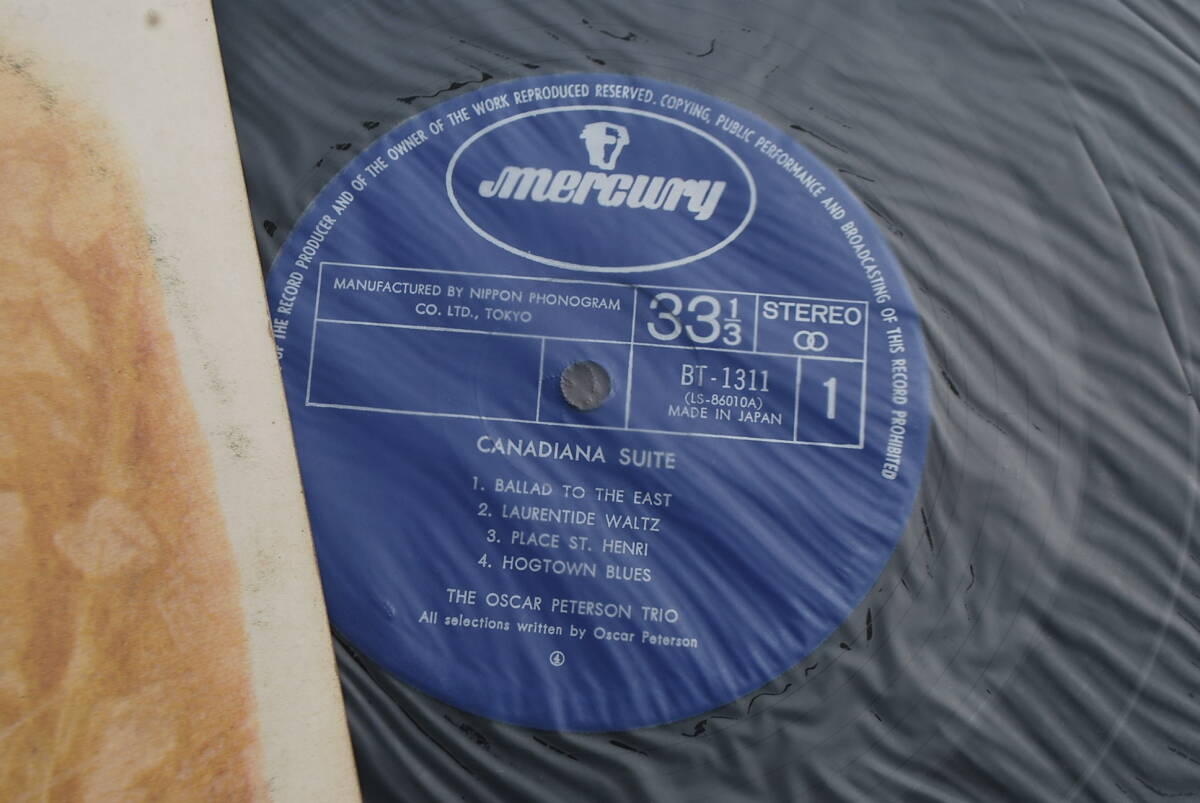 OF THE RECORD PRODUCER AND OF THE OWNER OF THE WORK REPRODUCED RESERVED. COPYING, PUBLIC PERFORMANCE AND BROADCASTING OF THIS RECORD PROHIBITED
mercury
MANUFACTURED BY NIPPON PHONOGRAM
CO. LTD., TOKYO
33 1/3
STEREO
BT-1311
(LS-86010A)
MADE IN JAPAN
1
CANADIANA SUITE
1. BALLAD TO THE EAST
2. LAURENTIDE WALTZ
3. PLACE ST. HENRI
4. HOGTOWN BLUES
THE OSCAR PETERSON TRIO
All selections written by Oscar Peterson
④